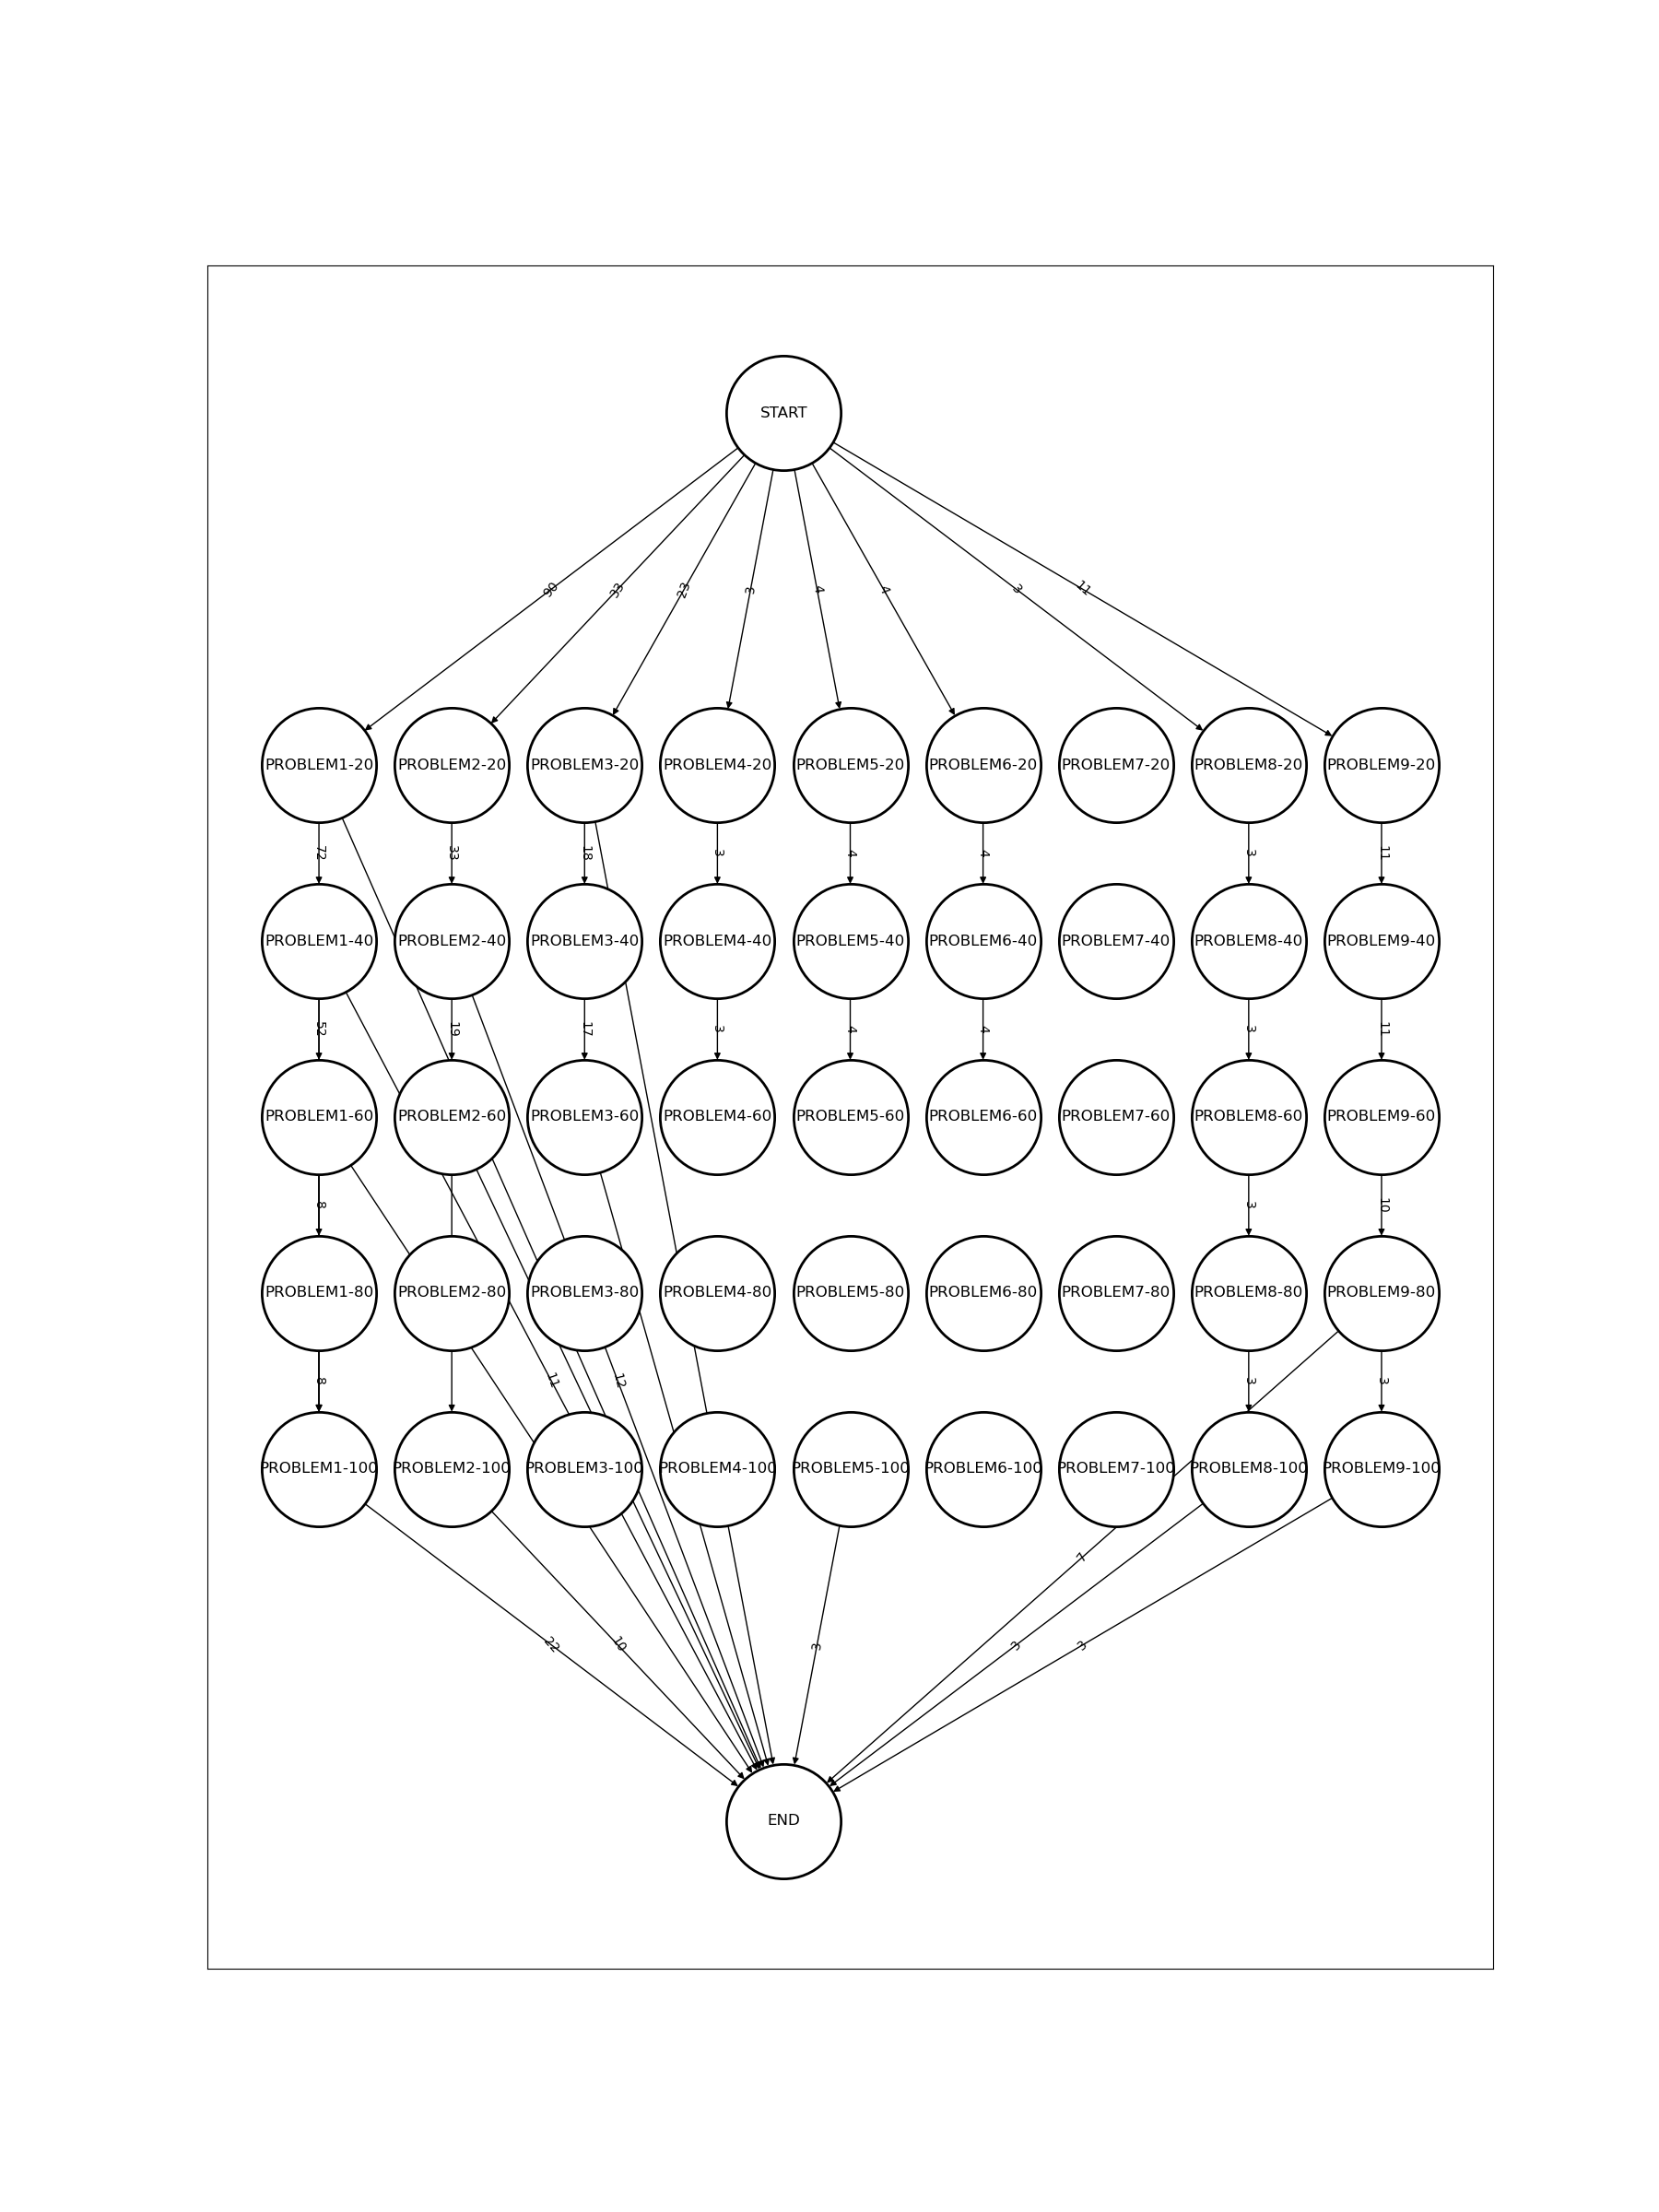 START
33
23
3
4
4
3
11
PROBLEM1-20 PROBLEM2-20 PROBLEM3-20 PROBLEM4-20 PROBLEM5-20 PROBLEM6-20 PROBLEM7-20 PROBLEM8-20 PROBLEM9-20
72 33 18 3 4 4 3 11
PROBLEM1-40 PROBLEM2-40 PROBLEM3-40 PROBLEM4-40 PROBLEM5-40 PROBLEM6-40 PROBLEM7-40 PROBLEM8-40 PROBLEM9-40
52 19 17 3 4 4 3 11
PROBLEM1-60 PROBLEM2-60 PROBLEM3-60 PROBLEM4-60 PROBLEM5-60 PROBLEM6-60 PROBLEM7-60 PROBLEM8-60 PROBLEM9-60
8 3 10
PROBLEM1-80 PROBLEM2-80 PROBLEM3-80 PROBLEM4-80 PROBLEM5-80 PROBLEM6-80 PROBLEM7-80 PROBLEM8-80 PROBLEM9-80
8 11 12 3 3
PROBLEM1-100 PROBLEM2-100 PROBLEM3-100 PROBLEM4-100 PROBLEM5-100 PROBLEM6-100 PROBLEM7-100 PROBLEM8-100 PROBLEM9-100
7
22 10 3 3 3
END